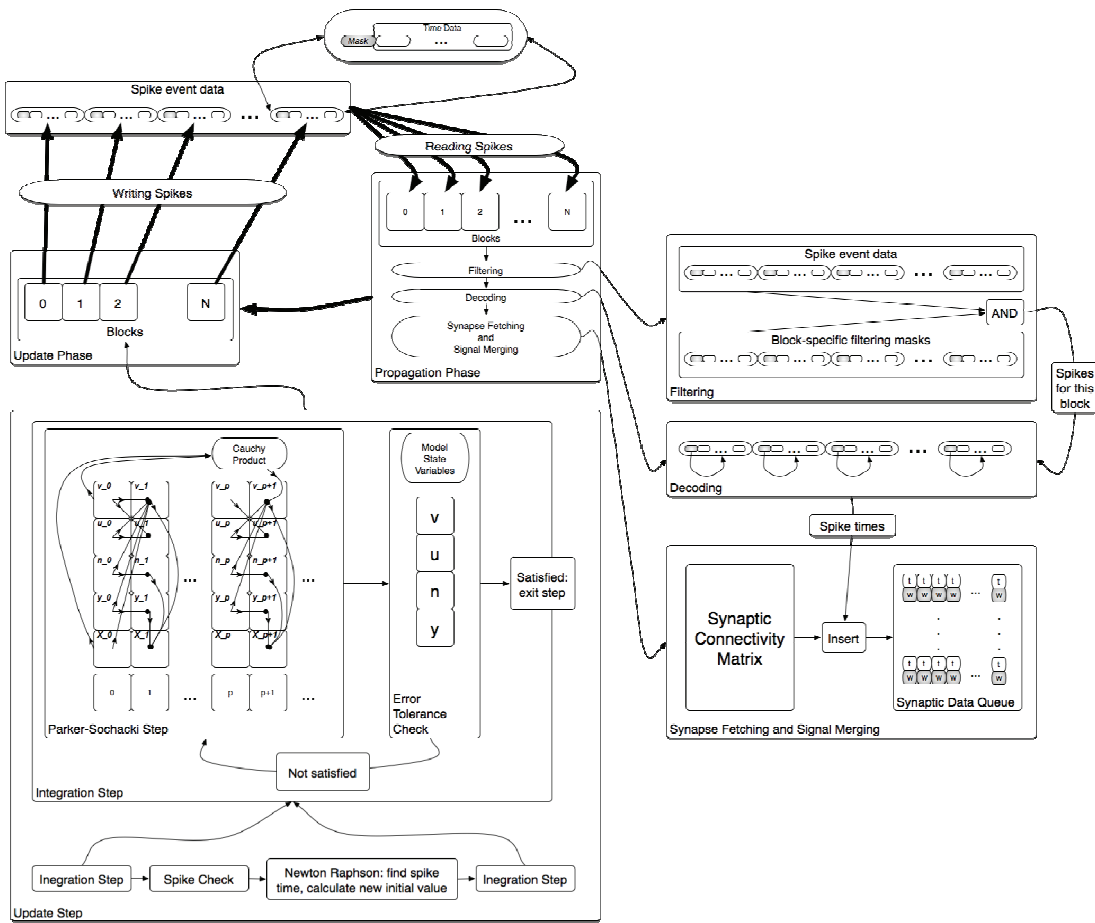 Time Data
Mask
...
Spike event data
... ... ... ... ...
Reading Spikes
Writing Spikes
0 1 2 ... N
Blocks
Filtering
Decoding
Synapse Fetching
and
Signal Merging
Propagation Phase
0 1 2 N
Blocks
Update Phase
Spike event data
... ... ... ... ...
AND
Block-specific filtering masks
... ... ... ... ...
Filtering
Spikes
for this
block
... ... ... ... ...
Decoding
Spike times
Synaptic
Connectivity
Matrix
Insert
t t t t t
w w w w ... w
. . .
. . .
. . .
t t t t t
w w w w ... w
Synaptic Data Queue
Synapse Fetching and Signal Merging
Cauchy
Product
v_0 v_1 v_p v_p+1
u_0 u_1 u_p u_p+1
n_0 n_1 n_p n_p+1
... ...
y_0 y_1 y_p y_p+1
X_0 X_1 X_p X_p+1
0 1 ... p p+1 ...
Parker-Sochacki Step
Model
State
Variables
v
u
n
y
Error
Tolerance
Check
Satisfied:
exit step
Not satisfied
Integration Step
Inegration Step
Spike Check
Newton Raphson: find spike
time, calculate new initial value
Inegration Step
Update Step